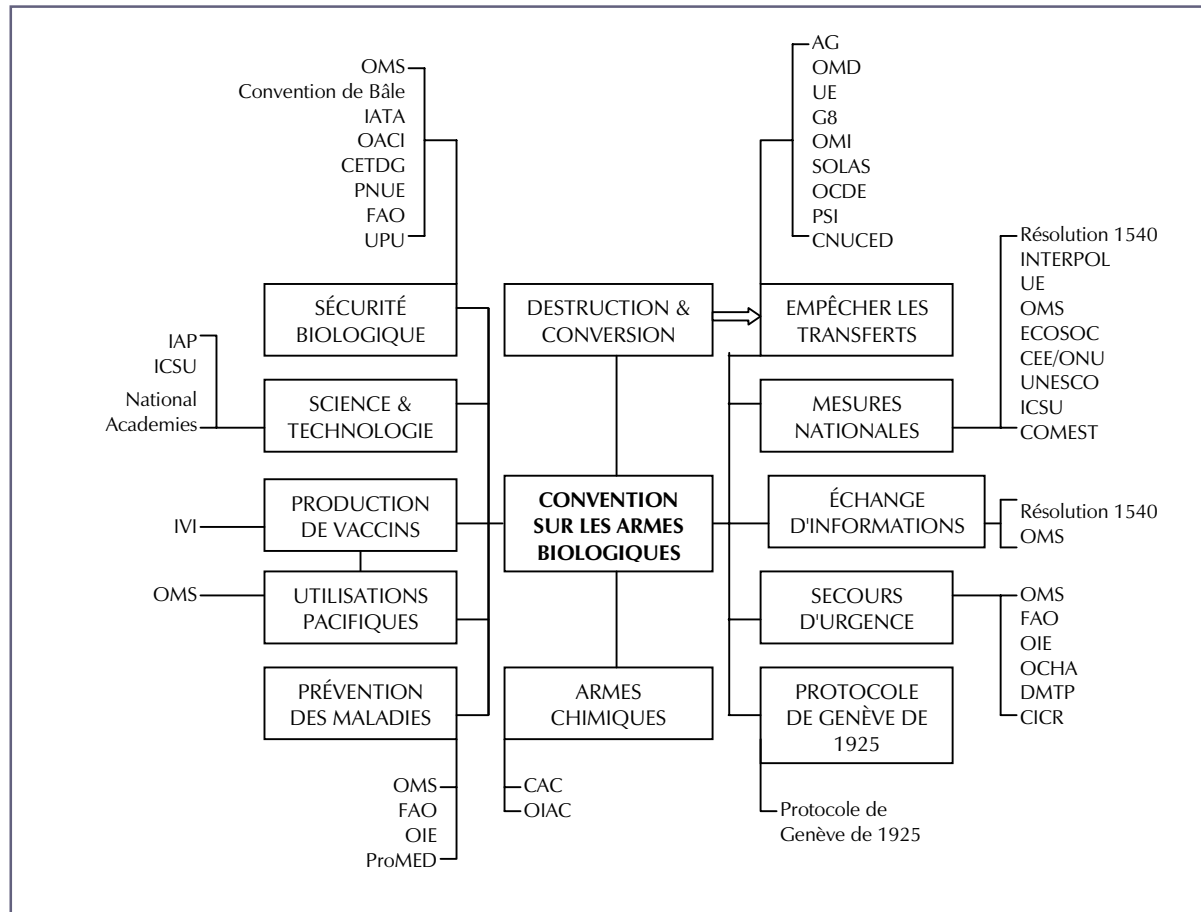 OMS
Convention de Bâle
IATA
OACI
CETDG
PNUE
FAO
UPU
AG
OMD
UE
G8
OMI
SOLAS
OCDE
PSI
CNUCED
Résolution 1540
INTERPOL
UE
OMS
ECOSOC
CEE/ONU
UNESCO
ICSU
COMEST
SÉCURITÉ
BIOLOGIQUE
DESTRUCTION &
CONVERSION
EMPÊCHER LES
TRANSFERTS
IAP
ICSU
National
Academies
SCIENCE &
TECHNOLOGIE
MESURES
NATIONALES
IVI
PRODUCTION
DE VACCINS
CONVENTION
SUR LES ARMES
BIOLOGIQUES
ÉCHANGE
D'INFORMATIONS
Résolution 1540
OMS
OMS
UTILISATIONS
PACIFIQUES
SECOURS
D'URGENCE
OMS
FAO
OIE
OCHA
DMTP
CICR
PRÉVENTION
DES MALADIES
ARMES
CHIMIQUES
PROTOCOLE
DE GENÈVE DE
1925
OMS
FAO
OIE
ProMED
CAC
OIAC
Protocole de
Genève de 1925